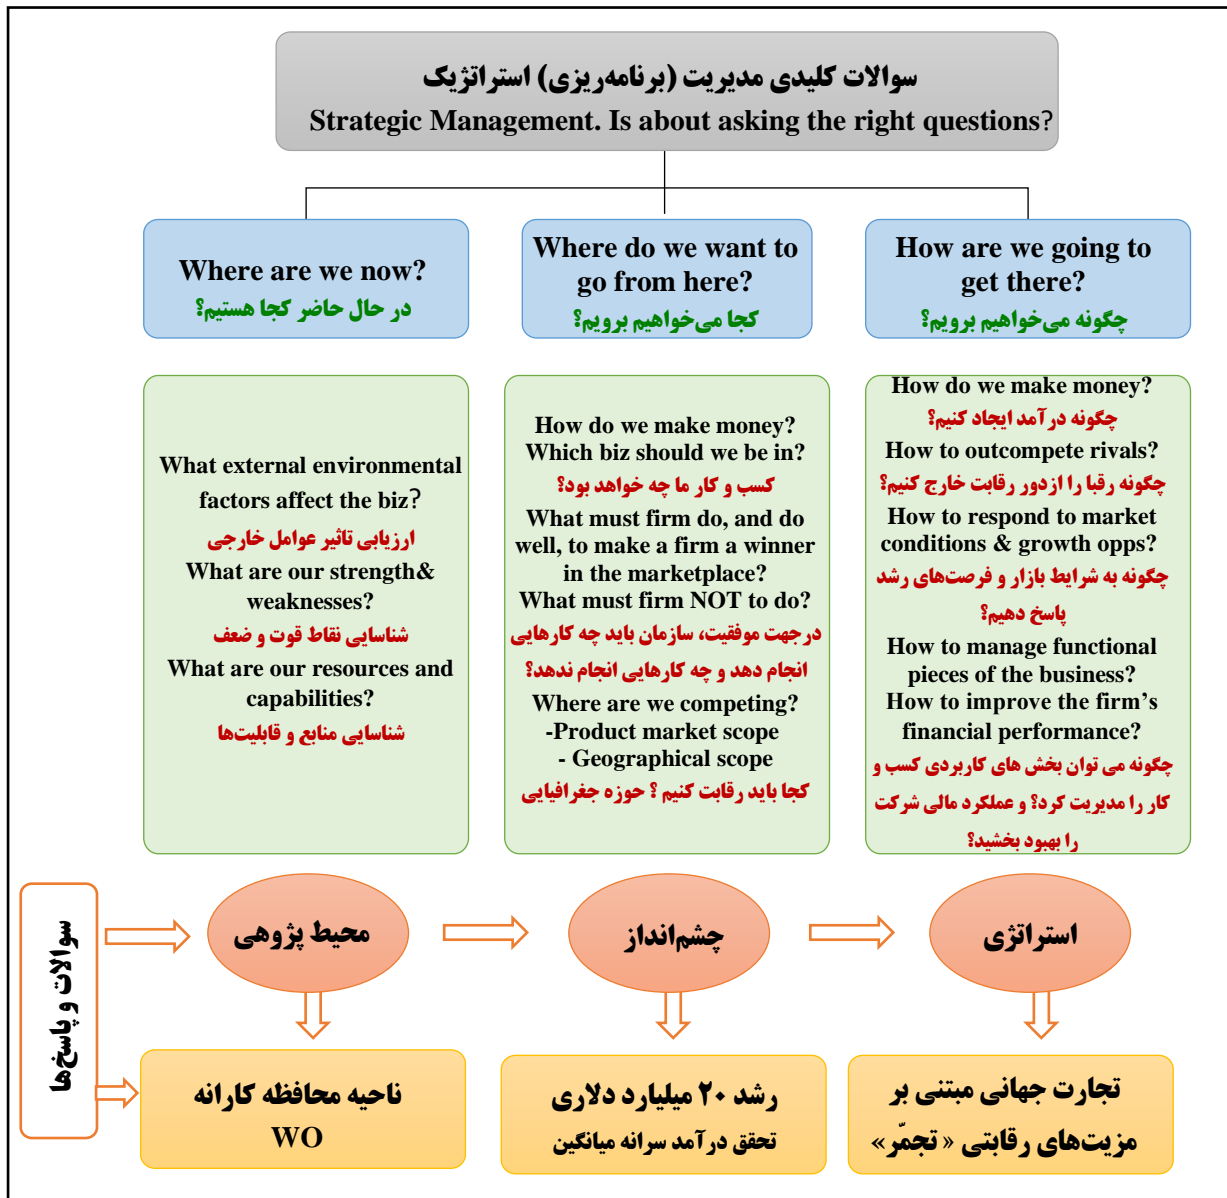 سوالات کلیدی مدیریت (برنامه‌ریزی) استراتژیک
Strategic Management. Is about asking the right questions?
Where are we now?
در حال حاضر کجا هستیم؟
Where do we want to
go from here?
کجا می‌خواهیم برویم؟
How are we going to
get there?
چگونه می‌خواهیم برویم؟
What external environmental
factors affect the biz?
ارزیابی تاثیر عوامل خارجی
What are our strength&
weaknesses?
شناسایی نقاط قوت و ضعف
What are our resources and
capabilities?
شناسایی منابع و قابلیت‌ها
How do we make money?
Which biz should we be in?
کسب و کار ما چه خواهد بود؟
What must firm do, and do
well, to make a firm a winner
in the marketplace?
What must firm NOT to do?
درجهت موفقیت، سازمان باید چه کارهایی
انجام دهد و چه کارهایی انجام ندهد؟
Where are we competing?
-Product market scope
- Geographical scope
کجا باید رقابت کنیم ؟ حوزه جغرافیایی
How do we make money?
چگونه درآمد ایجاد کنیم؟
How to outcompete rivals?
چگونه رقبا را ازدور رقابت خارج کنیم؟
How to respond to market
conditions & growth opps?
چگونه به شرایط بازار و فرصت‌های رشد
پاسخ دهیم؟
How to manage functional
pieces of the business?
How to improve the firm's
financial performance?
چگونه می توان بخش های کاربردی کسب و
کار را مدیریت کرد؟ و عملکرد مالی شرکت
را بهبود بخشید؟
سوالات و پاسخ‌ها
محیط پژوهی
چشم‌انداز
استراتژی
ناحیه محافظه کارانه
WO
رشد ۲۰ میلیارد دلاری
تحقق درآمد سرانه میانگین
تجارت جهانی مبتنی بر
مزیت‌های رقابتی « تجمّر»